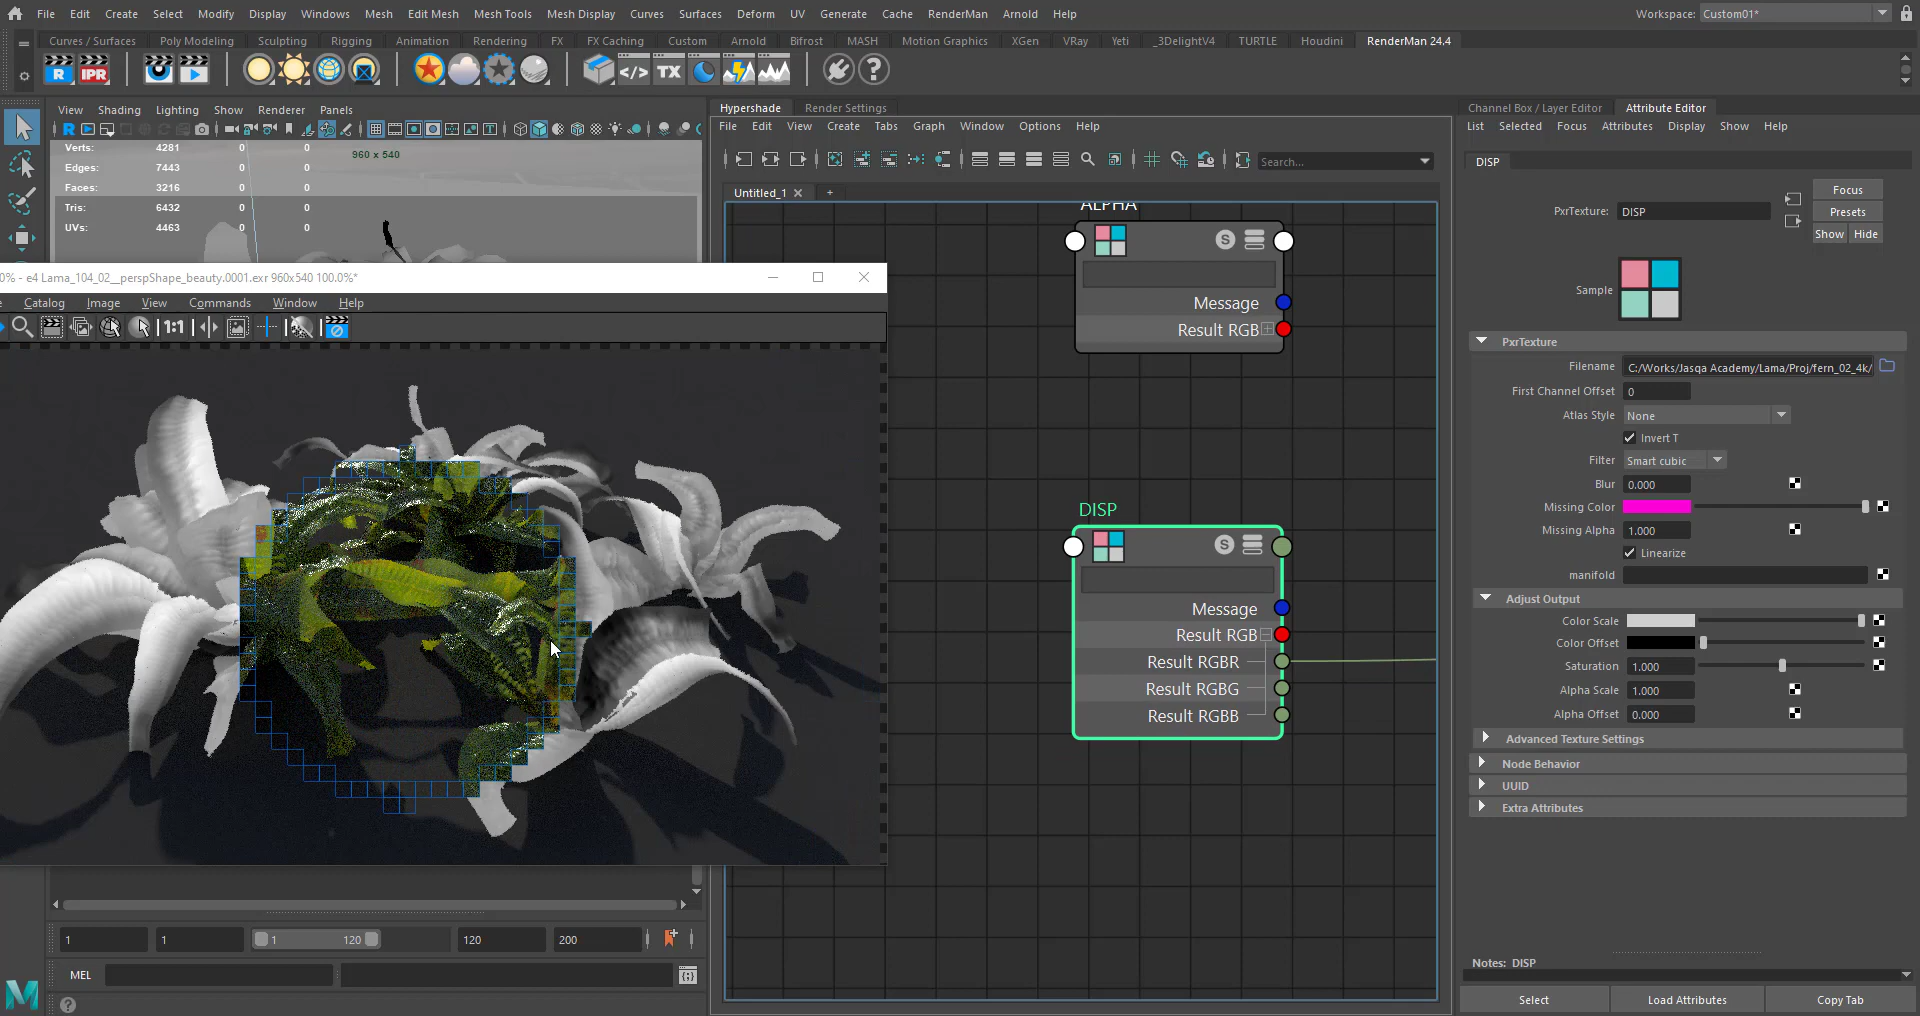 File Edit Create Select Modify Display Windows Mesh Edit Mesh Mesh Tools Mesh Display Curves Surfaces Deform UV Generate Cache RenderMan Arnold Help Workspace: Custom01*
Curves / Surfaces Poly Modeling Sculpting Rigging Animation Rendering FX FX Caching Custom Arnold Bifrost MASH Motion Graphics XGen VRay Yeti _3DelightV4 TURTLE Houdini RenderMan 24.4
R IPR </> TX ?
View Shading Lighting Show Renderer Panels
Verts: 4281 0 0
Edges: 7443 0 0
Faces: 3216 0 0
Tris: 6432 0 0
UVs: 4463 0 0
960 x 540
0% - e4 Lama_104_02__perspShape_beauty.0001.exr 960x540 100.0%*
e Catalog Image View Commands Window Help
1:1
1 1 1 120 120 200
MEL
Hypershade Render Settings
File Edit View Create Tabs Graph Window Options Help
Search...
Untitled_1 × +
ALPHA
S
Message
Result RGB
DISP
S
Message
Result RGB
Result RGBR
Result RGBG
Result RGBB
Channel Box / Layer Editor Attribute Editor
List Selected Focus Attributes Display Show Help
DISP
PxrTexture: DISP
Focus
Presets
Show Hide
Sample
PxrTexture
Filename C:/Works/Jasqa Academy/Lama/Proj/fern_02_4k/
First Channel Offset 0
Atlas Style None
Invert T
Filter Smart cubic
Blur 0.000
Missing Color
Missing Alpha 1.000
Linearize
manifold
Adjust Output
Color Scale
Color Offset
Saturation 1.000
Alpha Scale 1.000
Alpha Offset 0.000
Advanced Texture Settings
Node Behavior
UUID
Extra Attributes
Notes: DISP
Select Load Attributes Copy Tab